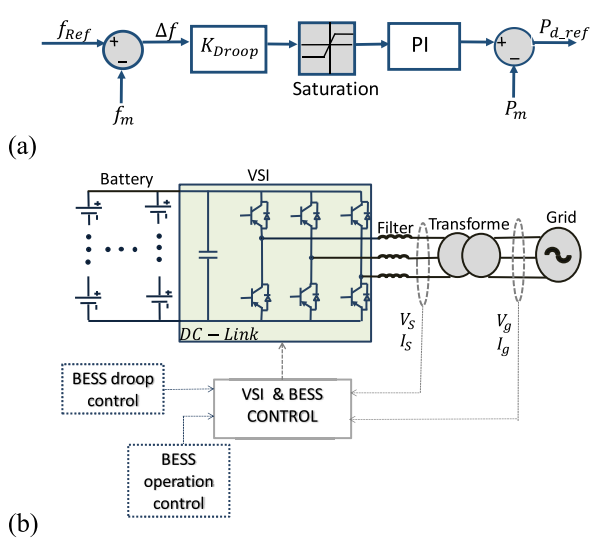 f_Ref + − Δf K_Droop PI + − P_d_ref
Saturation
f_m P_m
(a)
Battery VSI
Filter Transforme Grid
DC − Link
V_S V_g
I_S I_g
BESS droop
control
VSI & BESS
CONTROL
BESS
operation
control
(b)